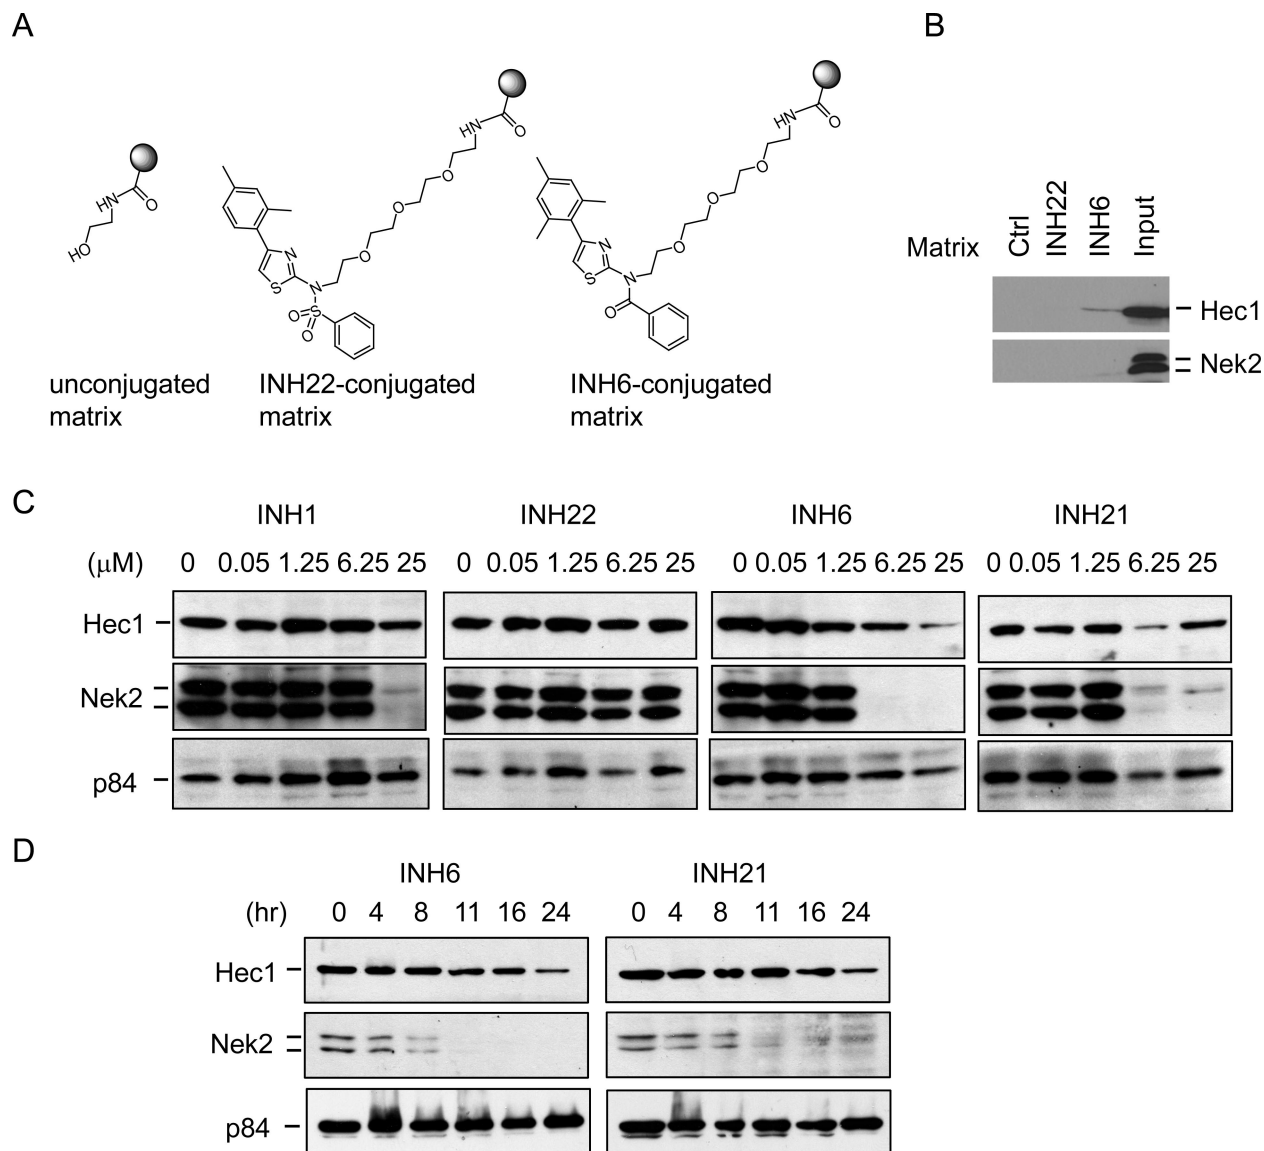 A
B
HN
O
HO
HN
O
O
O
O
N
S
N
O
S
O
HN
O
O
O
O
N
S
N
O
unconjugated
matrix
INH22-conjugated
matrix
INH6-conjugated
matrix
Matrix
Ctrl
INH22
INH6
Input
Hec1
Nek2
C
INH1 INH22 INH6 INH21
(μM) 0 0.05 1.25 6.25 25 0 0.05 1.25 6.25 25 0 0.05 1.25 6.25 25 0 0.05 1.25 6.25 25
Hec1
Nek2
p84
D
INH6 INH21
(hr) 0 4 8 11 16 24 0 4 8 11 16 24
Hec1
Nek2
p84